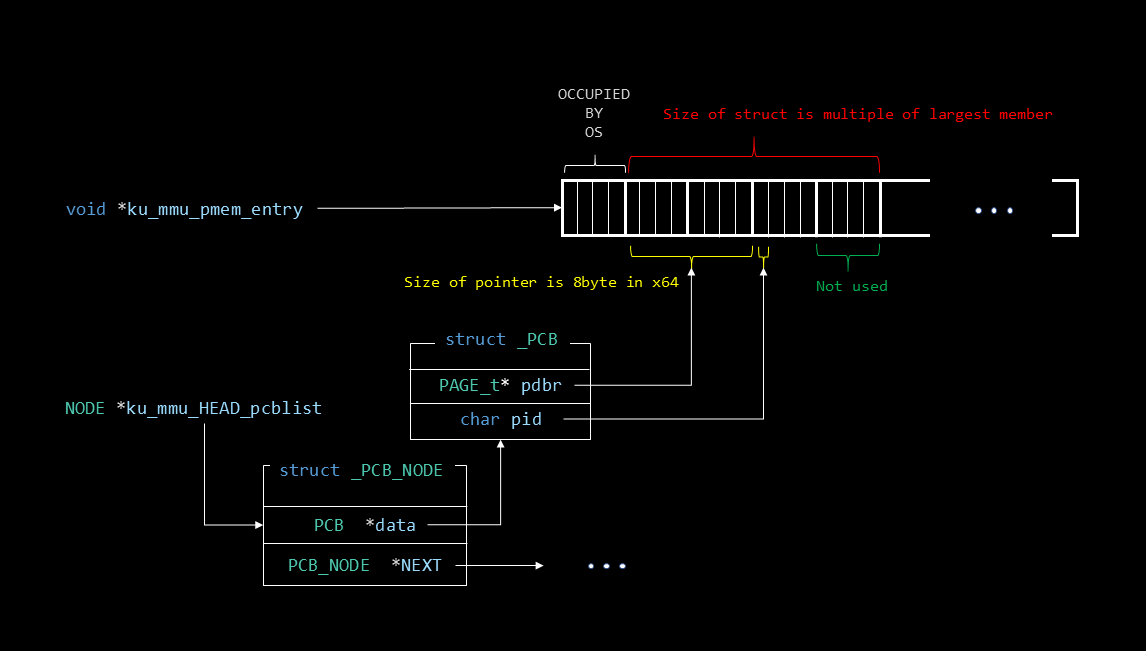 OCCUPIED
BY
OS
Size of struct is multiple of largest member
void *ku_mmu_pmem_entry
Size of pointer is 8byte in x64
Not used
struct _PCB
PAGE_t* pdbr
char pid
NODE *ku_mmu_HEAD_pcblist
struct _PCB_NODE
PCB *data
PCB_NODE *NEXT